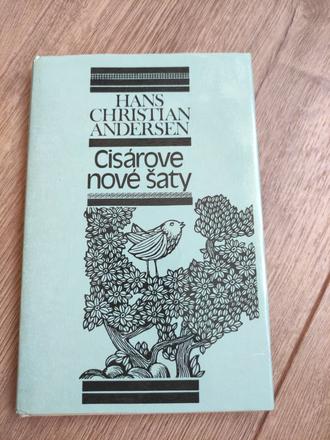 HANS
CHRISTIAN
ANDERSEN
Cisárove
nové šaty